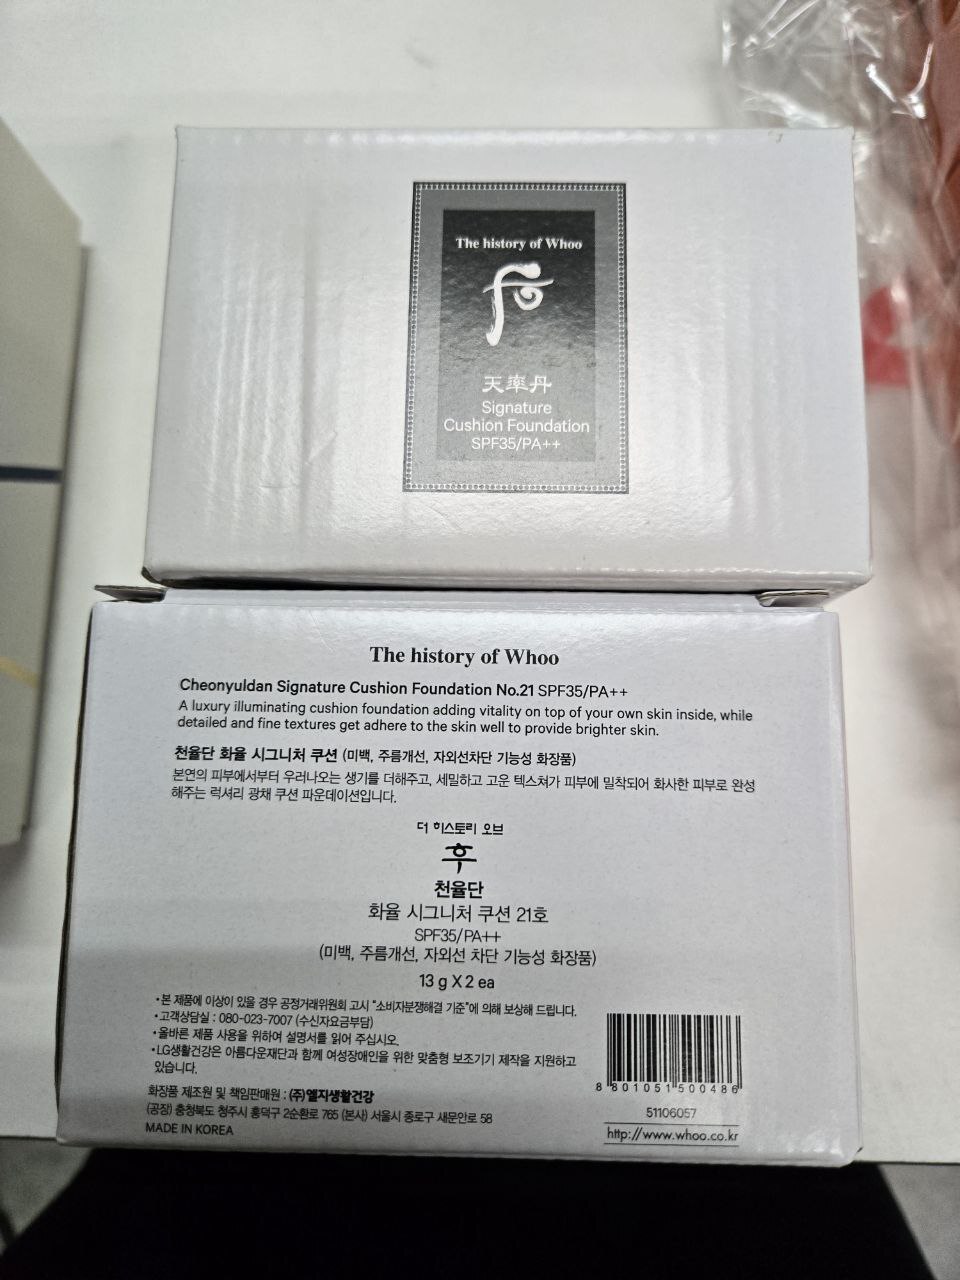 The history of Whoo
후
天率丹
Signature
Cushion Foundation
SPF35/PA++
The history of Whoo
Cheonyuldan Signature Cushion Foundation No.21 SPF35/PA++
A luxury illuminating cushion foundation adding vitality on top of your own skin inside, while
detailed and fine textures get adhere to the skin well to provide brighter skin.
천율단 화율 시그니처 쿠션 (미백, 주름개선, 자외선차단 기능성 화장품)
본연의 피부에서부터 우러나오는 생기를 더해주고, 세밀하고 고운 텍스쳐가 피부에 밀착되어 화사한 피부로 완성
해주는 럭셔리 광채 쿠션 파운데이션입니다.
더 히스토리 오브
후
천율단
화율 시그니처 쿠션 21호
SPF35/PA++
(미백, 주름개선, 자외선 차단 기능성 화장품)
13 g X 2 ea
•본 제품에 이상이 있을 경우 공정거래위원회 고시 "소비자분쟁해결 기준"에 의해 보상해 드립니다.
•고객상담실 : 080-023-7007 (수신자요금부담)
•올바른 제품 사용을 위하여 설명서를 읽어 주십시오.
•LG생활건강은 아름다운재단과 함께 여성장애인을 위한 맞춤형 보조기기 제작을 지원하고
있습니다.
화장품 제조원 및 책임판매원 : (주)엘지생활건강
(공장) 충청북도 청주시 흥덕구 2순환로 765 (본사) 서울시 종로구 새문안로 58
MADE IN KOREA
8 801051 500486
51106057
http://www.whoo.co.kr